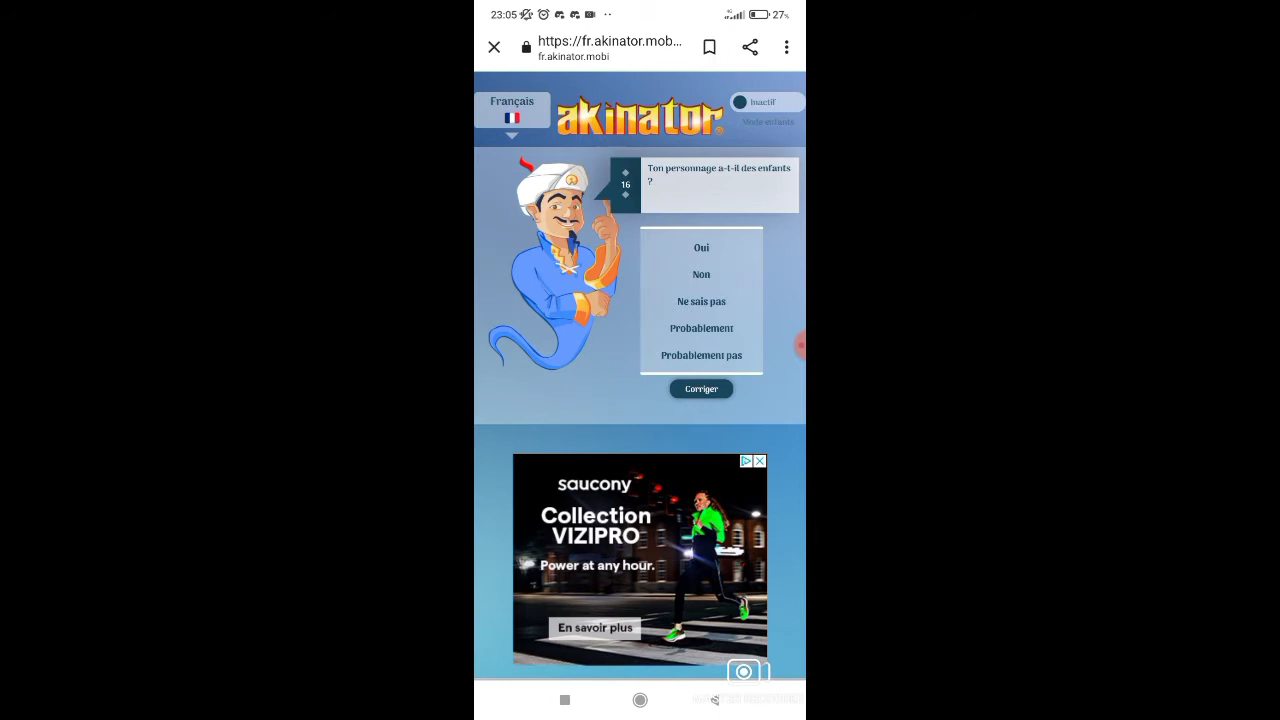 23:05
4G
27%
https://fr.akinator.mob...
fr.akinator.mobi
Français
akinator
Inactif
Mode enfants
16
Ton personnage a-t-il des enfants
?
Oui
Non
Ne sais pas
Probablement
Probablement pas
Corriger
saucony
Collection
VIZIPRO
Power at any hour.
En savoir plus